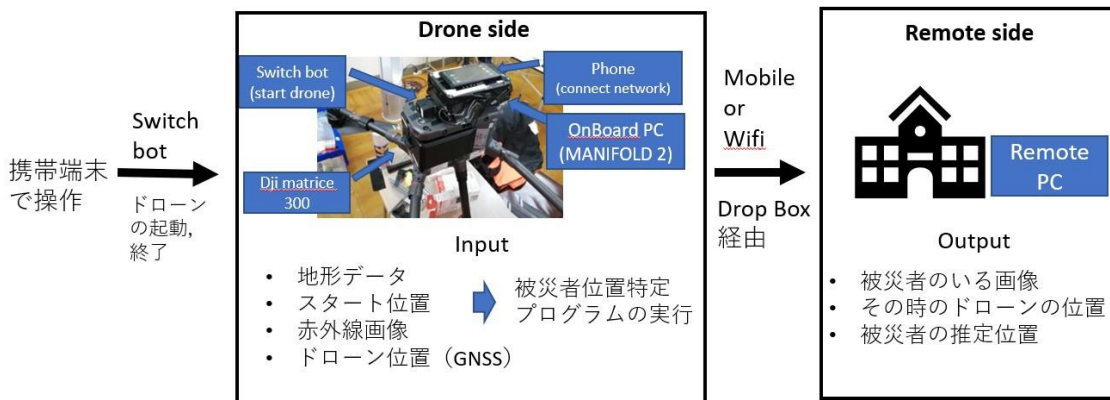 携帯端末
で操作
Switch
bot
ドローン
の起動,
終了
Drone side
Switch bot
(start drone)
Phone
(connect network)
OnBoard PC
(MANIFOLD 2)
Dji matrice
300
Input
• 地形データ
• スタート位置
• 赤外線画像
• ドローン位置（GNSS）
被災者位置特定
プログラムの実行
Mobile
or
Wifi
Drop Box
経由
Remote side
Remote
PC
Output
• 被災者のいる画像
• その時のドローンの位置
• 被災者の推定位置